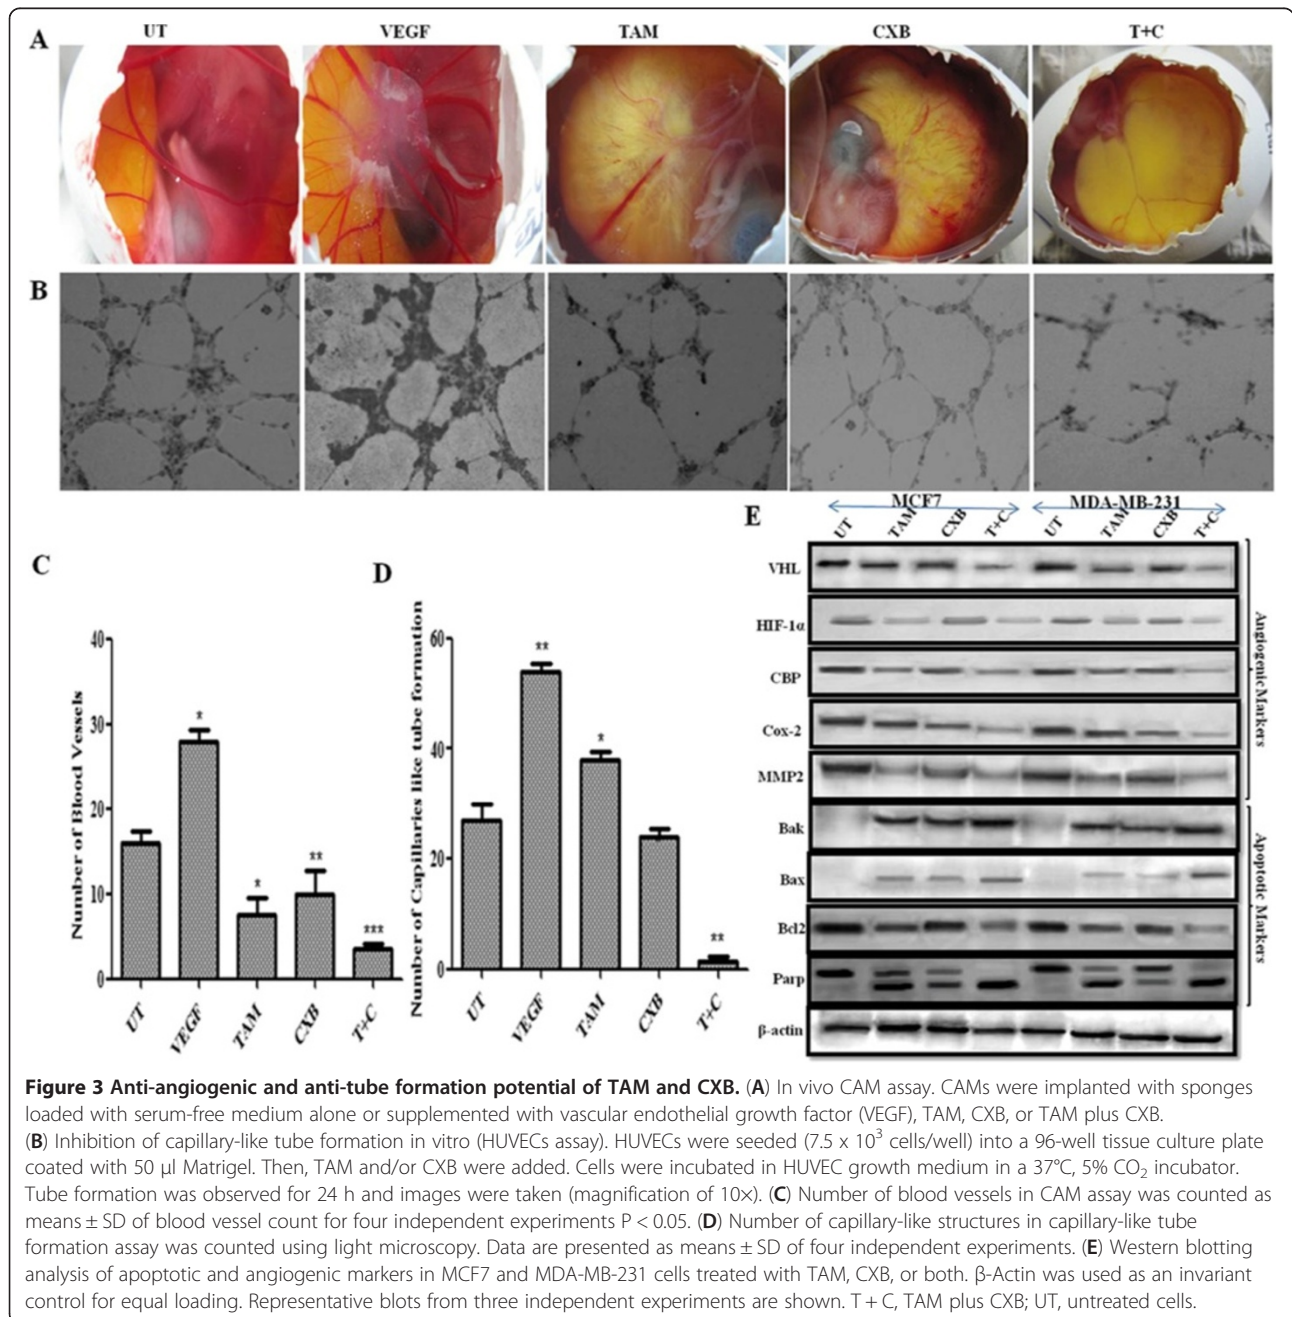 A
UT
VEGF
TAM
CXB
T+C
B
C
Number of Blood Vessels
40
30
20
10
0
UT
VEGF
TAM
CXB
T+C
*
*
**
***
D
Number of Capillaries like tube formation
60
40
20
0
UT
VEGF
TAM
CXB
T+C
**
*
**
E
MCF7
MDA-MB-231
UT
TAM
CXB
T+C
UT
TAM
CXB
T+C
VHL
HIF-1α
CBP
Cox-2
MMP2
Bak
Bax
Bcl2
Parp
β-actin
Angiogenic Markers
Apoptotic Markers
Figure 3 Anti-angiogenic and anti-tube formation potential of TAM and CXB. (A) In vivo CAM assay. CAMs were implanted with sponges
loaded with serum-free medium alone or supplemented with vascular endothelial growth factor (VEGF), TAM, CXB, or TAM plus CXB.
(B) Inhibition of capillary-like tube formation in vitro (HUVECs assay). HUVECs were seeded (7.5 x 10³ cells/well) into a 96-well tissue culture plate
coated with 50 µl Matrigel. Then, TAM and/or CXB were added. Cells were incubated in HUVEC growth medium in a 37°C, 5% CO₂ incubator.
Tube formation was observed for 24 h and images were taken (magnification of 10×). (C) Number of blood vessels in CAM assay was counted as
means ± SD of blood vessel count for four independent experiments P < 0.05. (D) Number of capillary-like structures in capillary-like tube
formation assay was counted using light microscopy. Data are presented as means ± SD of four independent experiments. (E) Western blotting
analysis of apoptotic and angiogenic markers in MCF7 and MDA-MB-231 cells treated with TAM, CXB, or both. β-Actin was used as an invariant
control for equal loading. Representative blots from three independent experiments are shown. T + C, TAM plus CXB; UT, untreated cells.